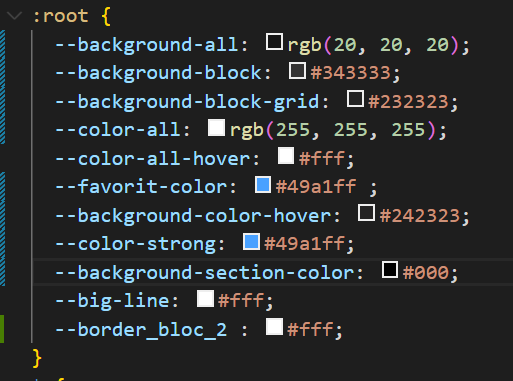 :root {
--background-all: rgb(20, 20, 20);
--background-block: #343333;
--background-block-grid: #232323;
--color-all: rgb(255, 255, 255);
--color-all-hover: #fff;
--favorit-color: #49a1ff ;
--background-color-hover: #242323;
--color-strong: #49a1ff;
--background-section-color: #000;
--big-line: #fff;
--border_bloc_2 : #fff;
}